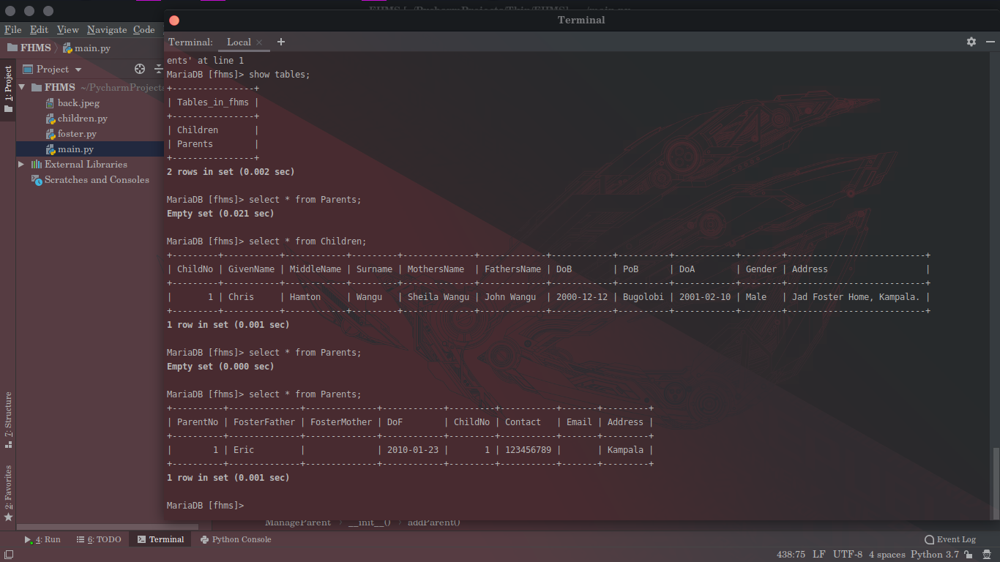 Terminal
File Edit View Navigate Code
FHMS main.py
Terminal: Local
Project
FHMS ~/PycharmProjects
back.jpeg
children.py
foster.py
main.py
External Libraries
Scratches and Consoles
1: Project
7: Structure
2: Favorites
ents' at line 1
MariaDB [fhms]> show tables;
+----------------+
| Tables_in_fhms |
+----------------+
| Children       |
| Parents        |
+----------------+
2 rows in set (0.002 sec)
MariaDB [fhms]> select * from Parents;
Empty set (0.021 sec)
MariaDB [fhms]> select * from Children;
+---------+-----------+------------+---------+--------------+-------------+------------+----------+------------+--------+--------------------------+
| ChildNo | GivenName | MiddleName | Surname | MothersName  | FathersName | DoB        | PoB      | DoA        | Gender | Address                  |
+---------+-----------+------------+---------+--------------+-------------+------------+----------+------------+--------+--------------------------+
|       1 | Chris     | Hamton     | Wangu   | Sheila Wangu | John Wangu  | 2000-12-12 | Bugolobi | 2001-02-10 | Male   | Jad Foster Home, Kampala. |
+---------+-----------+------------+---------+--------------+-------------+------------+----------+------------+--------+--------------------------+
1 row in set (0.001 sec)
MariaDB [fhms]> select * from Parents;
Empty set (0.000 sec)
MariaDB [fhms]> select * from Parents;
+----------+--------------+--------------+------------+---------+-----------+-------+---------+
| ParentNo | FosterFather | FosterMother | DoF        | ChildNo | Contact   | Email | Address |
+----------+--------------+--------------+------------+---------+-----------+-------+---------+
|        1 | Eric         |              | 2010-01-23 |       1 | 123456789 |       | Kampala |
+----------+--------------+--------------+------------+---------+-----------+-------+---------+
1 row in set (0.001 sec)
MariaDB [fhms]>
ManageParent › __init__() › addParent()
4: Run 6: TODO Terminal Python Console Event Log
438:75 LF UTF-8 4 spaces Python 3.7